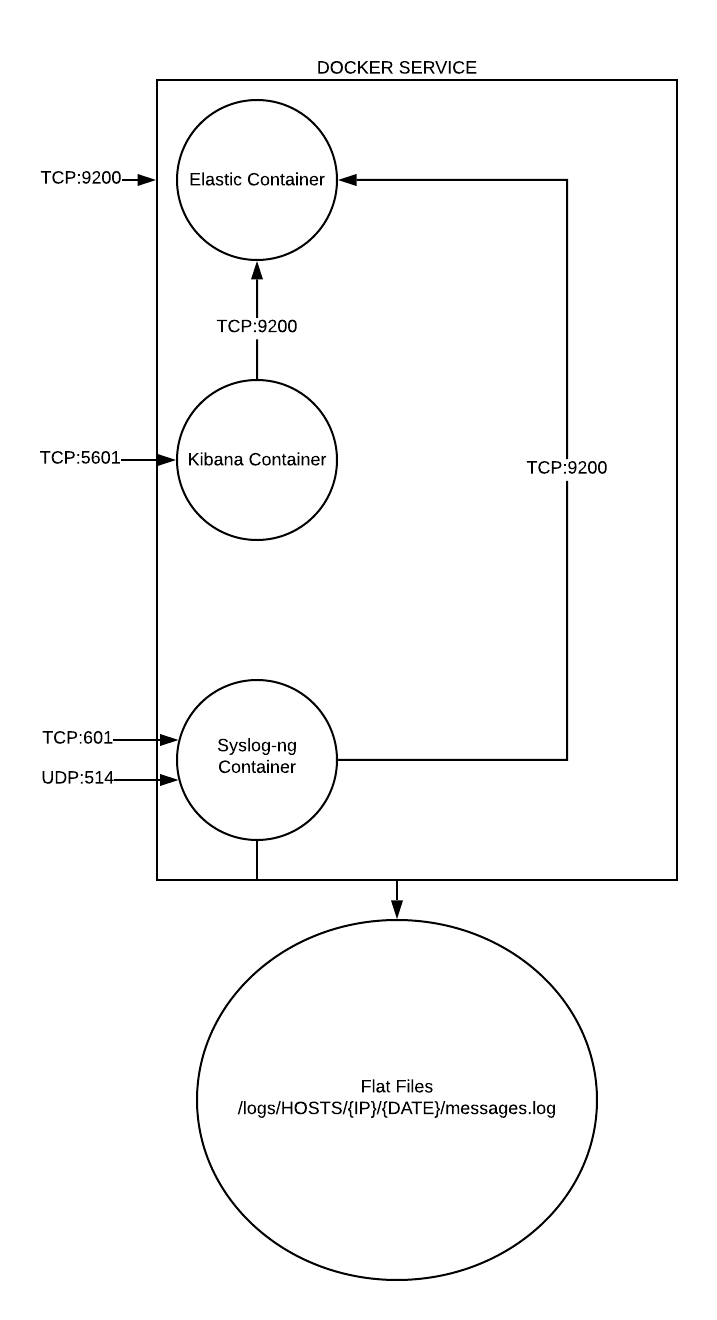 DOCKER SERVICE
TCP:9200
Elastic Container
TCP:9200
TCP:5601
Kibana Container
TCP:9200
TCP:601
UDP:514
Syslog-ng
Container
Flat Files
/logs/HOSTS/{IP}/{DATE}/messages.log